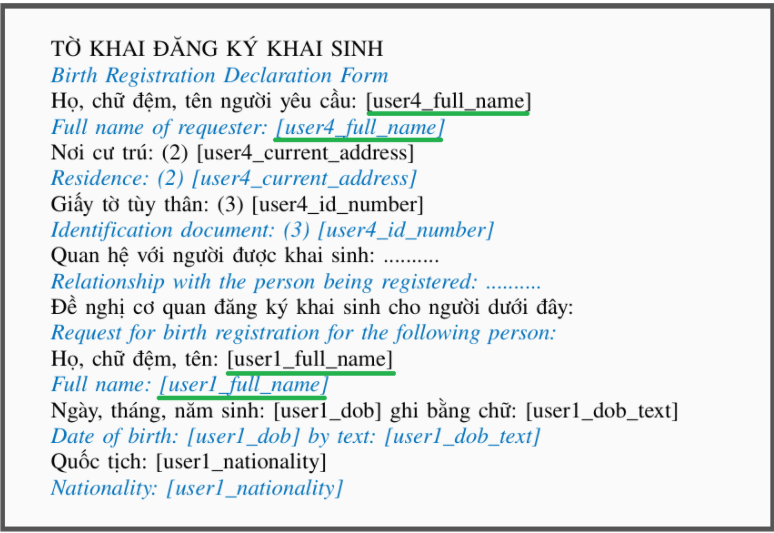 TỜ KHAI ĐĂNG KÝ KHAI SINH
Birth Registration Declaration Form
Họ, chữ đệm, tên người yêu cầu: [user4_full_name]
Full name of requester: [user4_full_name]
Nơi cư trú: (2) [user4_current_address]
Residence: (2) [user4_current_address]
Giấy tờ tùy thân: (3) [user4_id_number]
Identification document: (3) [user4_id_number]
Quan hệ với người được khai sinh: ..........
Relationship with the person being registered: ..........
Đề nghị cơ quan đăng ký khai sinh cho người dưới đây:
Request for birth registration for the following person:
Họ, chữ đệm, tên: [user1_full_name]
Full name: [user1_full_name]
Ngày, tháng, năm sinh: [user1_dob] ghi bằng chữ: [user1_dob_text]
Date of birth: [user1_dob] by text: [user1_dob_text]
Quốc tịch: [user1_nationality]
Nationality: [user1_nationality]